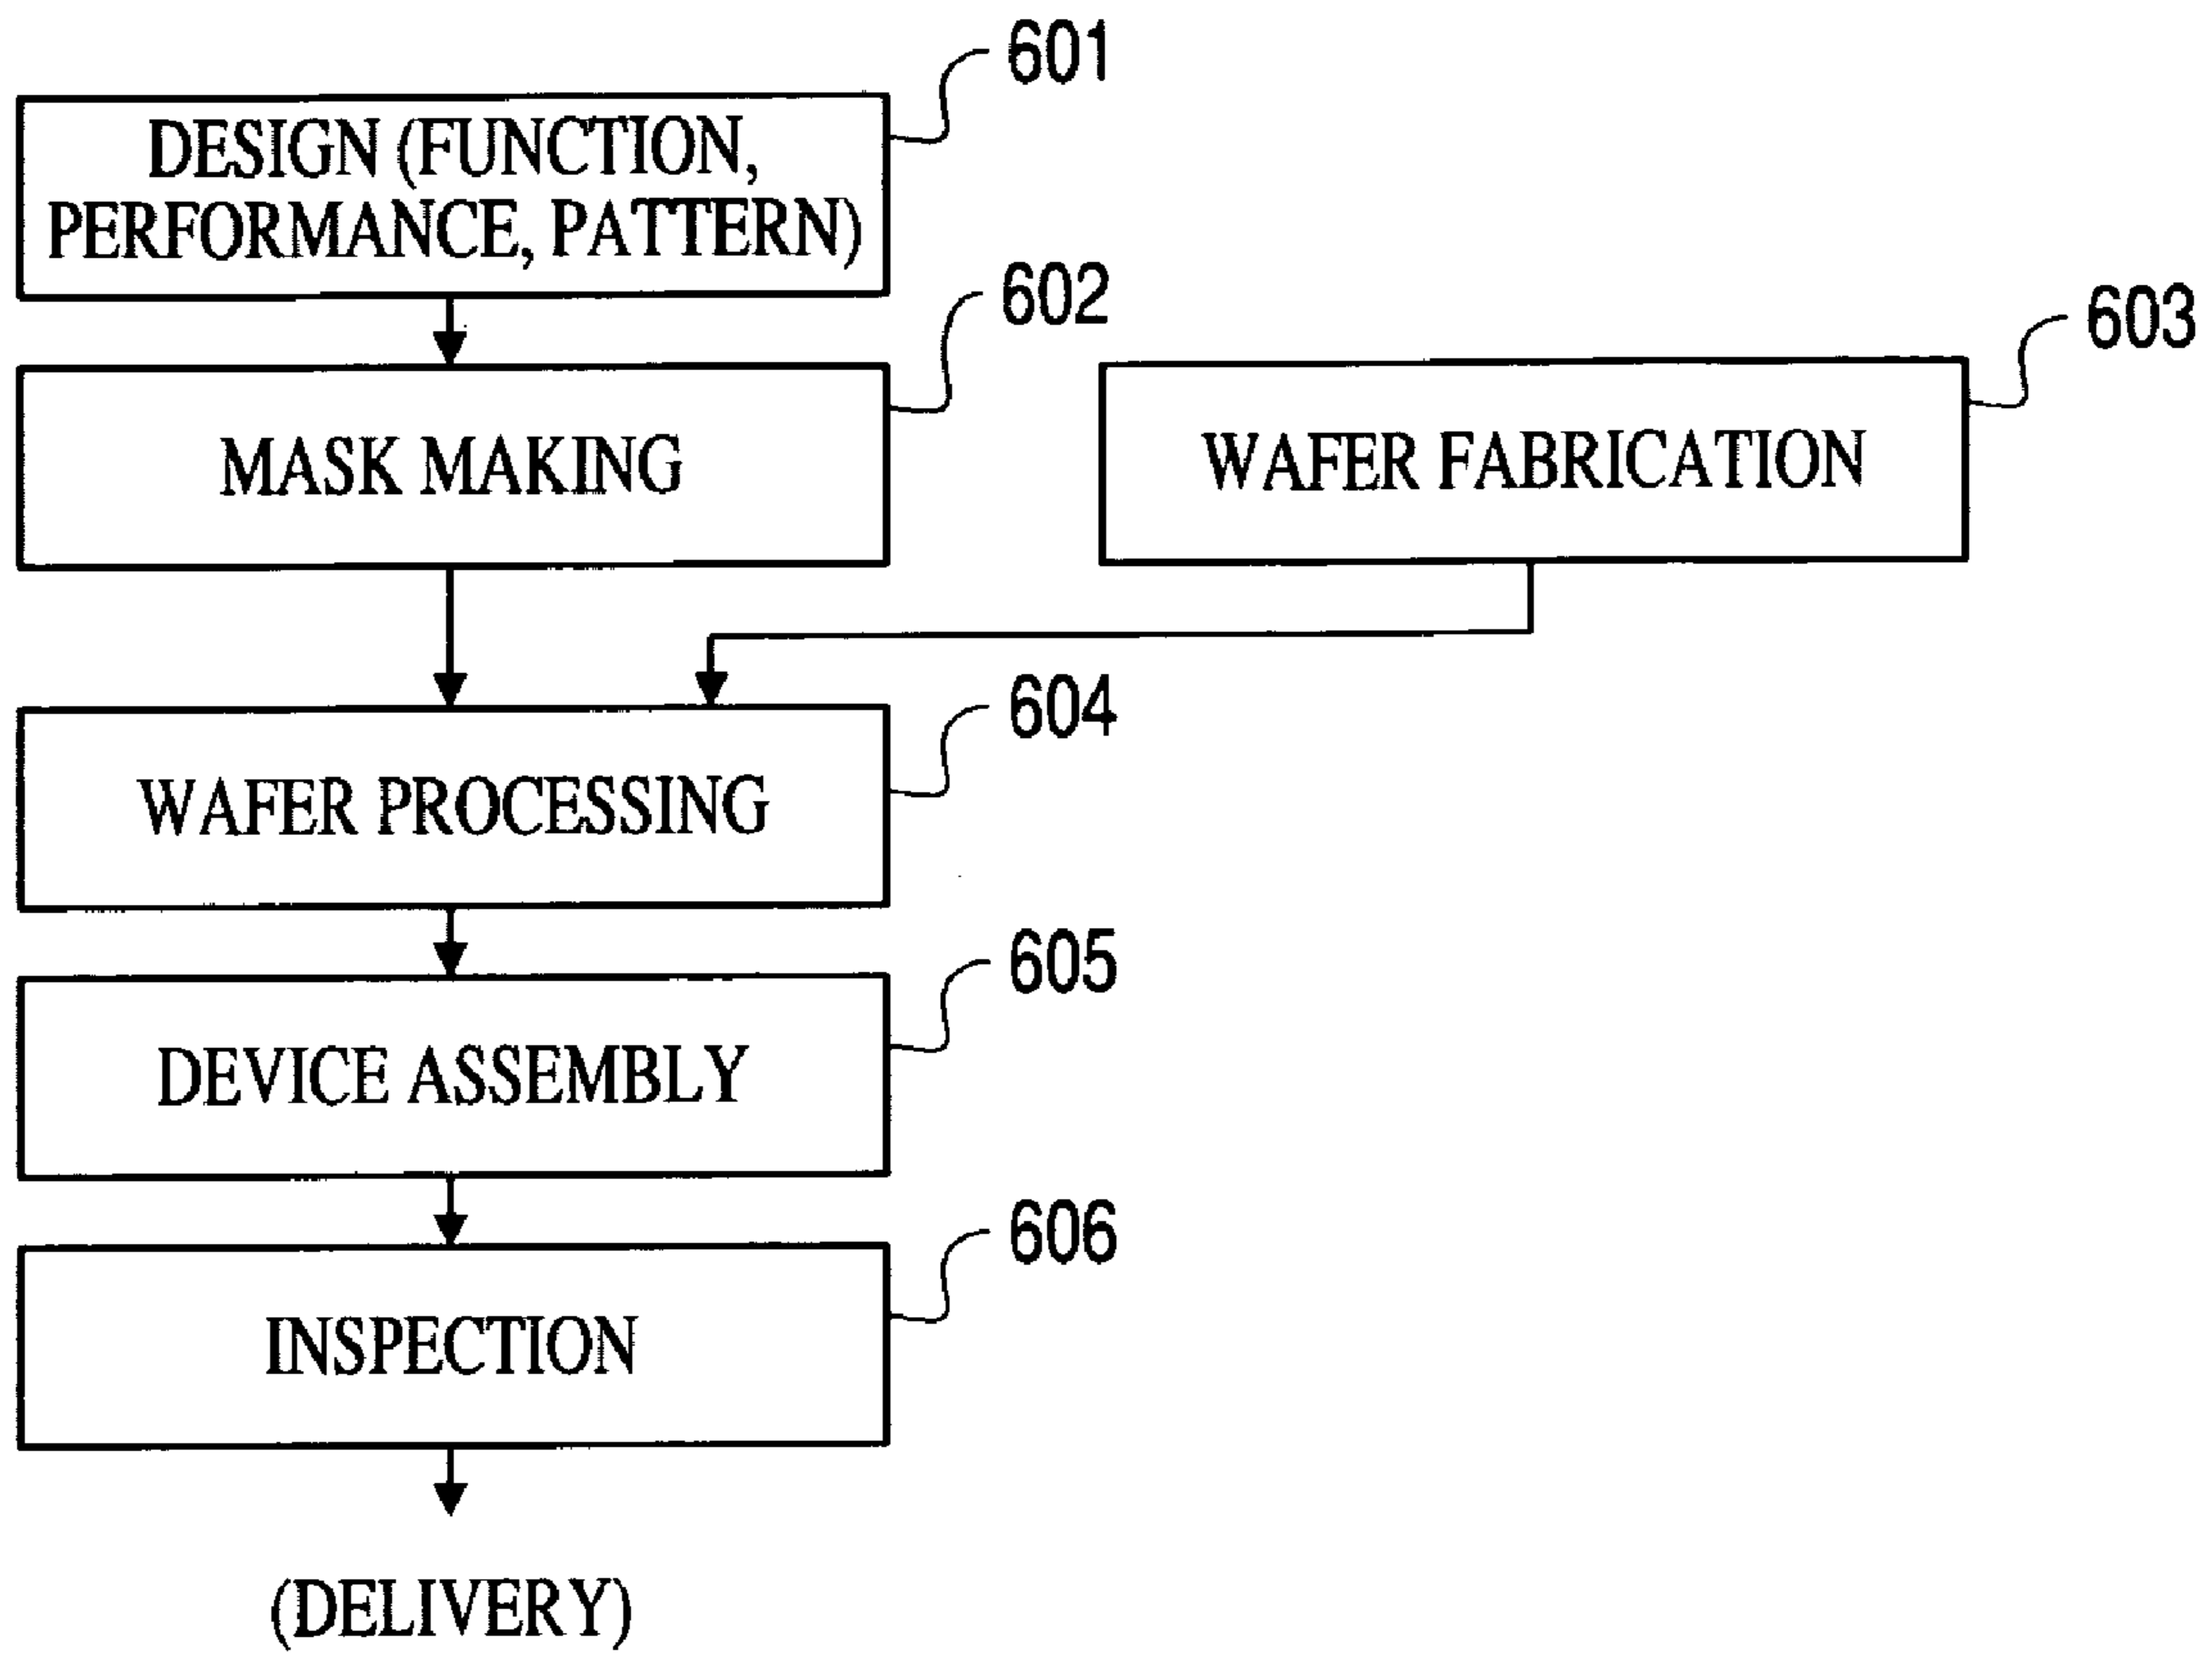 601
DESIGN (FUNCTION,
PERFORMANCE, PATTERN)
602
603
MASK MAKING
WAFER FABRICATION
604
WAFER PROCESSING
605
DEVICE ASSEMBLY
606
INSPECTION
(DELIVERY)